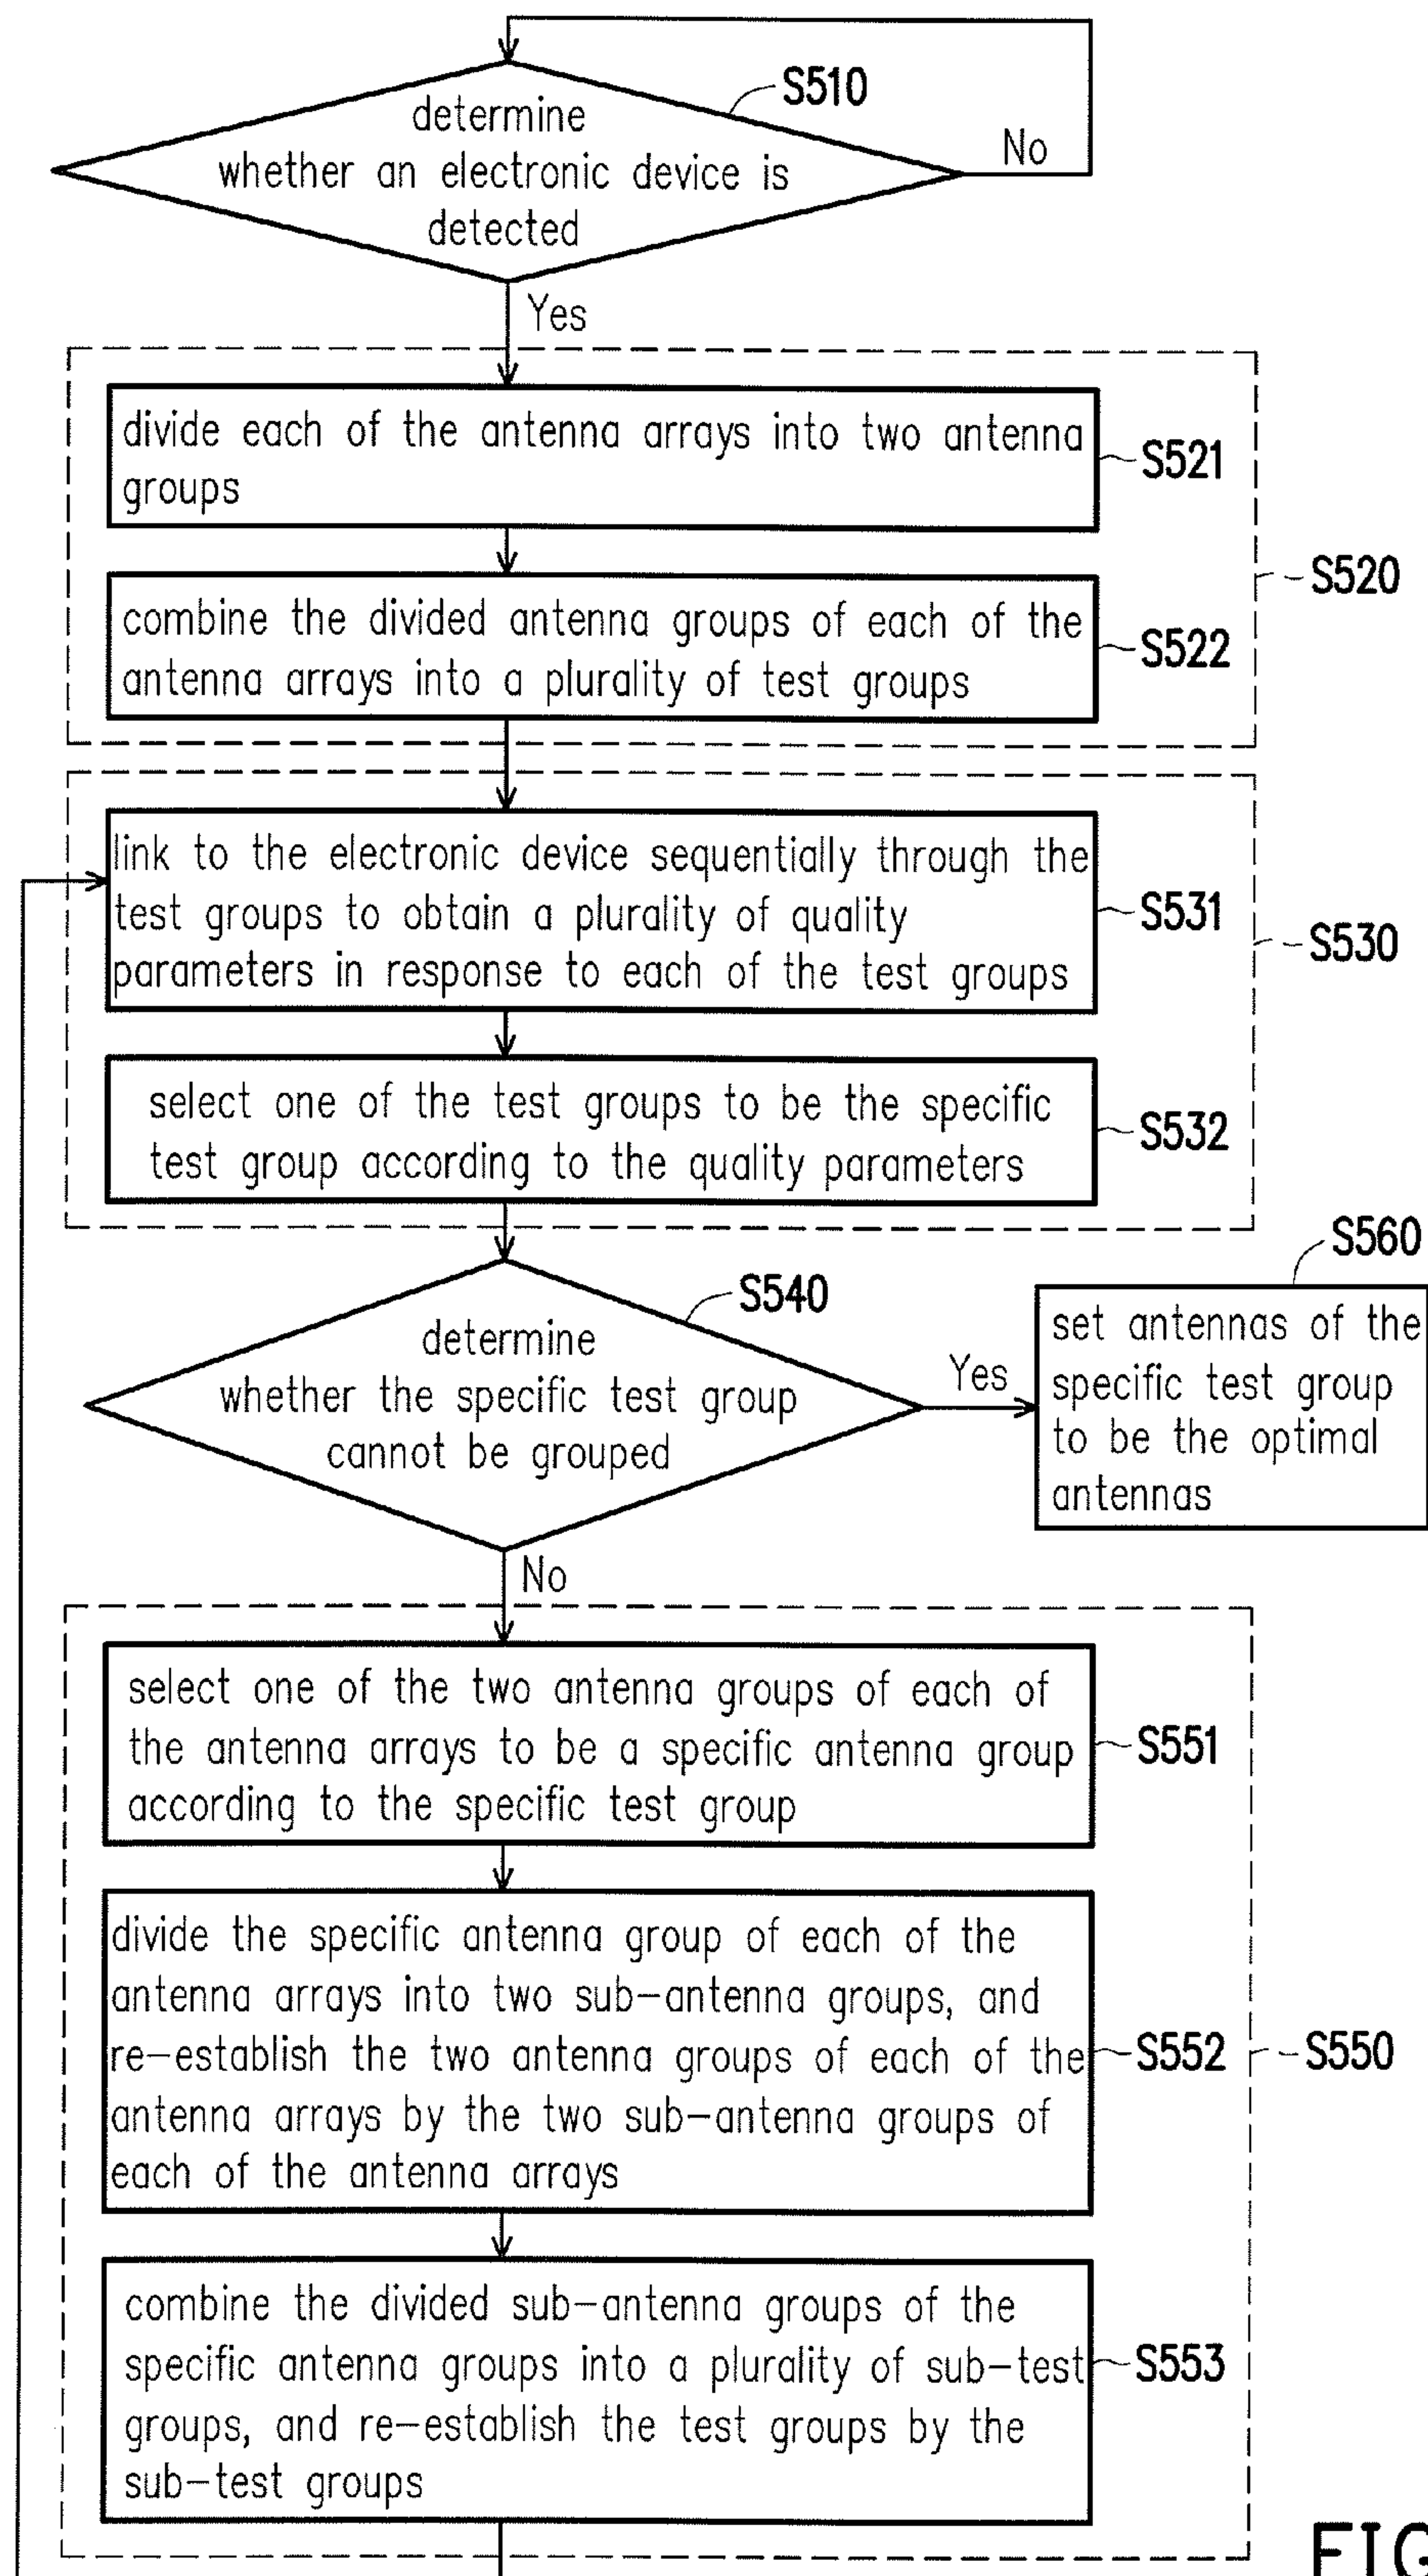 S510
determine
whether an electronic device is
detected
No
Yes
divide each of the antenna arrays into two antenna
groups
S521
combine the divided antenna groups of each of the
antenna arrays into a plurality of test groups
S522
S520
link to the electronic device sequentially through the
test groups to obtain a plurality of quality
parameters in response to each of the test groups
S531
S530
select one of the test groups to be the specific
test group according to the quality parameters
S532
S540
determine
whether the specific test group
cannot be grouped
Yes
S560
set antennas of the
specific test group
to be the optimal
antennas
No
select one of the two antenna groups of each of
the antenna arrays to be a specific antenna group
according to the specific test group
S551
divide the specific antenna group of each of the
antenna arrays into two sub-antenna groups, and
re-establish the two antenna groups of each of the
antenna arrays by the two sub-antenna groups of
each of the antenna arrays
S552
S550
combine the divided sub-antenna groups of the
specific antenna groups into a plurality of sub-test
groups, and re-establish the test groups by the
sub-test groups
S553
FIG